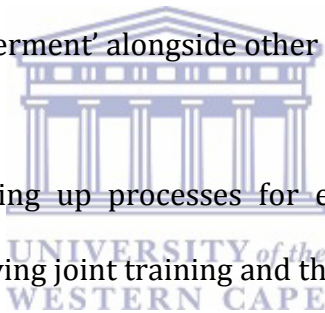 erment’ alongside other
ing up processes for e
UNIVERSITY of the
ving joint training and th
WESTERN CAPE